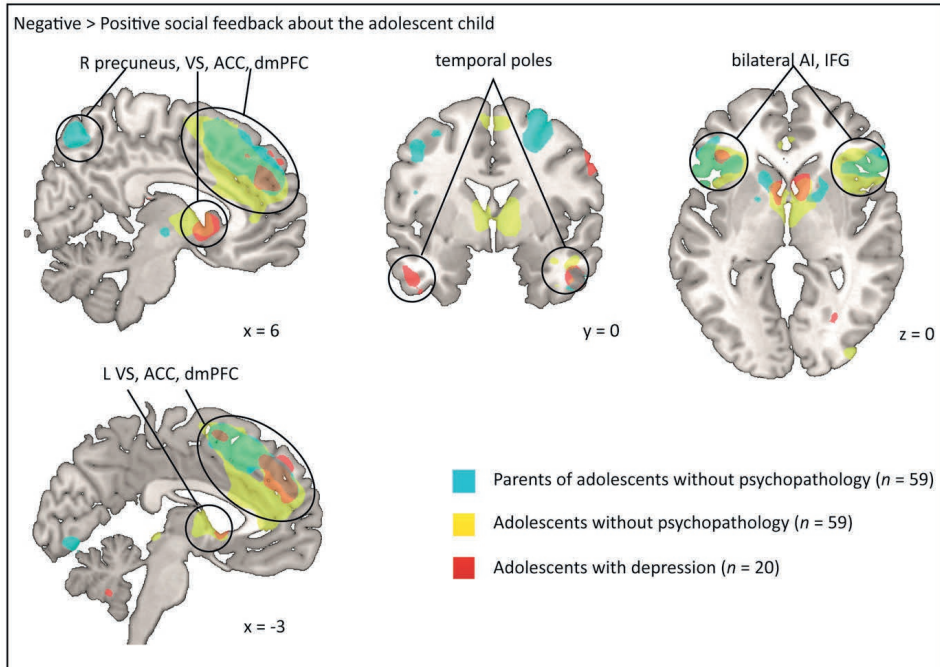 Negative > Positive social feedback about the adolescent child
R precuneus, VS, ACC, dmPFC
temporal poles
bilateral AI, IFG
x = 6
y = 0
z = 0
L VS, ACC, dmPFC
Parents of adolescents without psychopathology (n = 59)
Adolescents without psychopathology (n = 59)
Adolescents with depression (n = 20)
x = -3